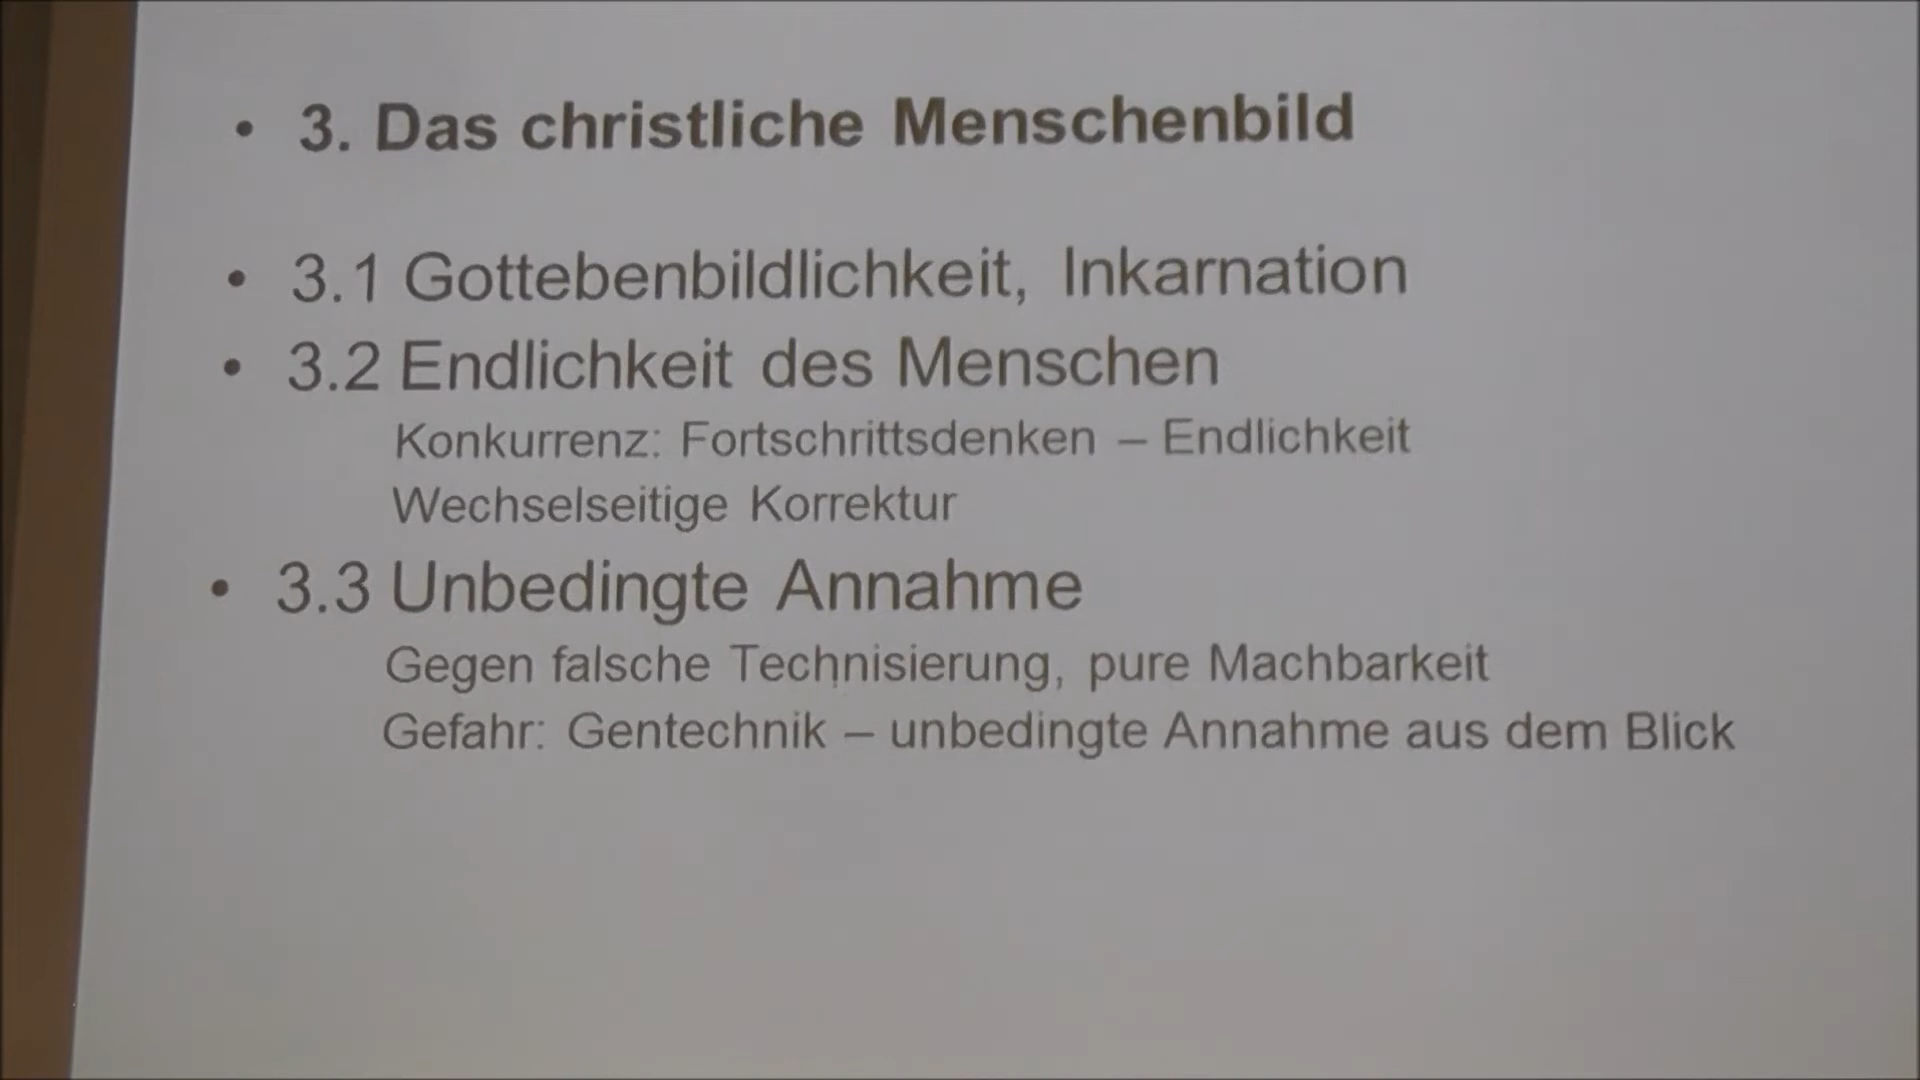 • 3. Das christliche Menschenbild
• 3.1 Gottebenbildlichkeit, Inkarnation
• 3.2 Endlichkeit des Menschen
Konkurrenz: Fortschrittsdenken – Endlichkeit
Wechselseitige Korrektur
• 3.3 Unbedingte Annahme
Gegen falsche Technisierung, pure Machbarkeit
Gefahr: Gentechnik – unbedingte Annahme aus dem Blick